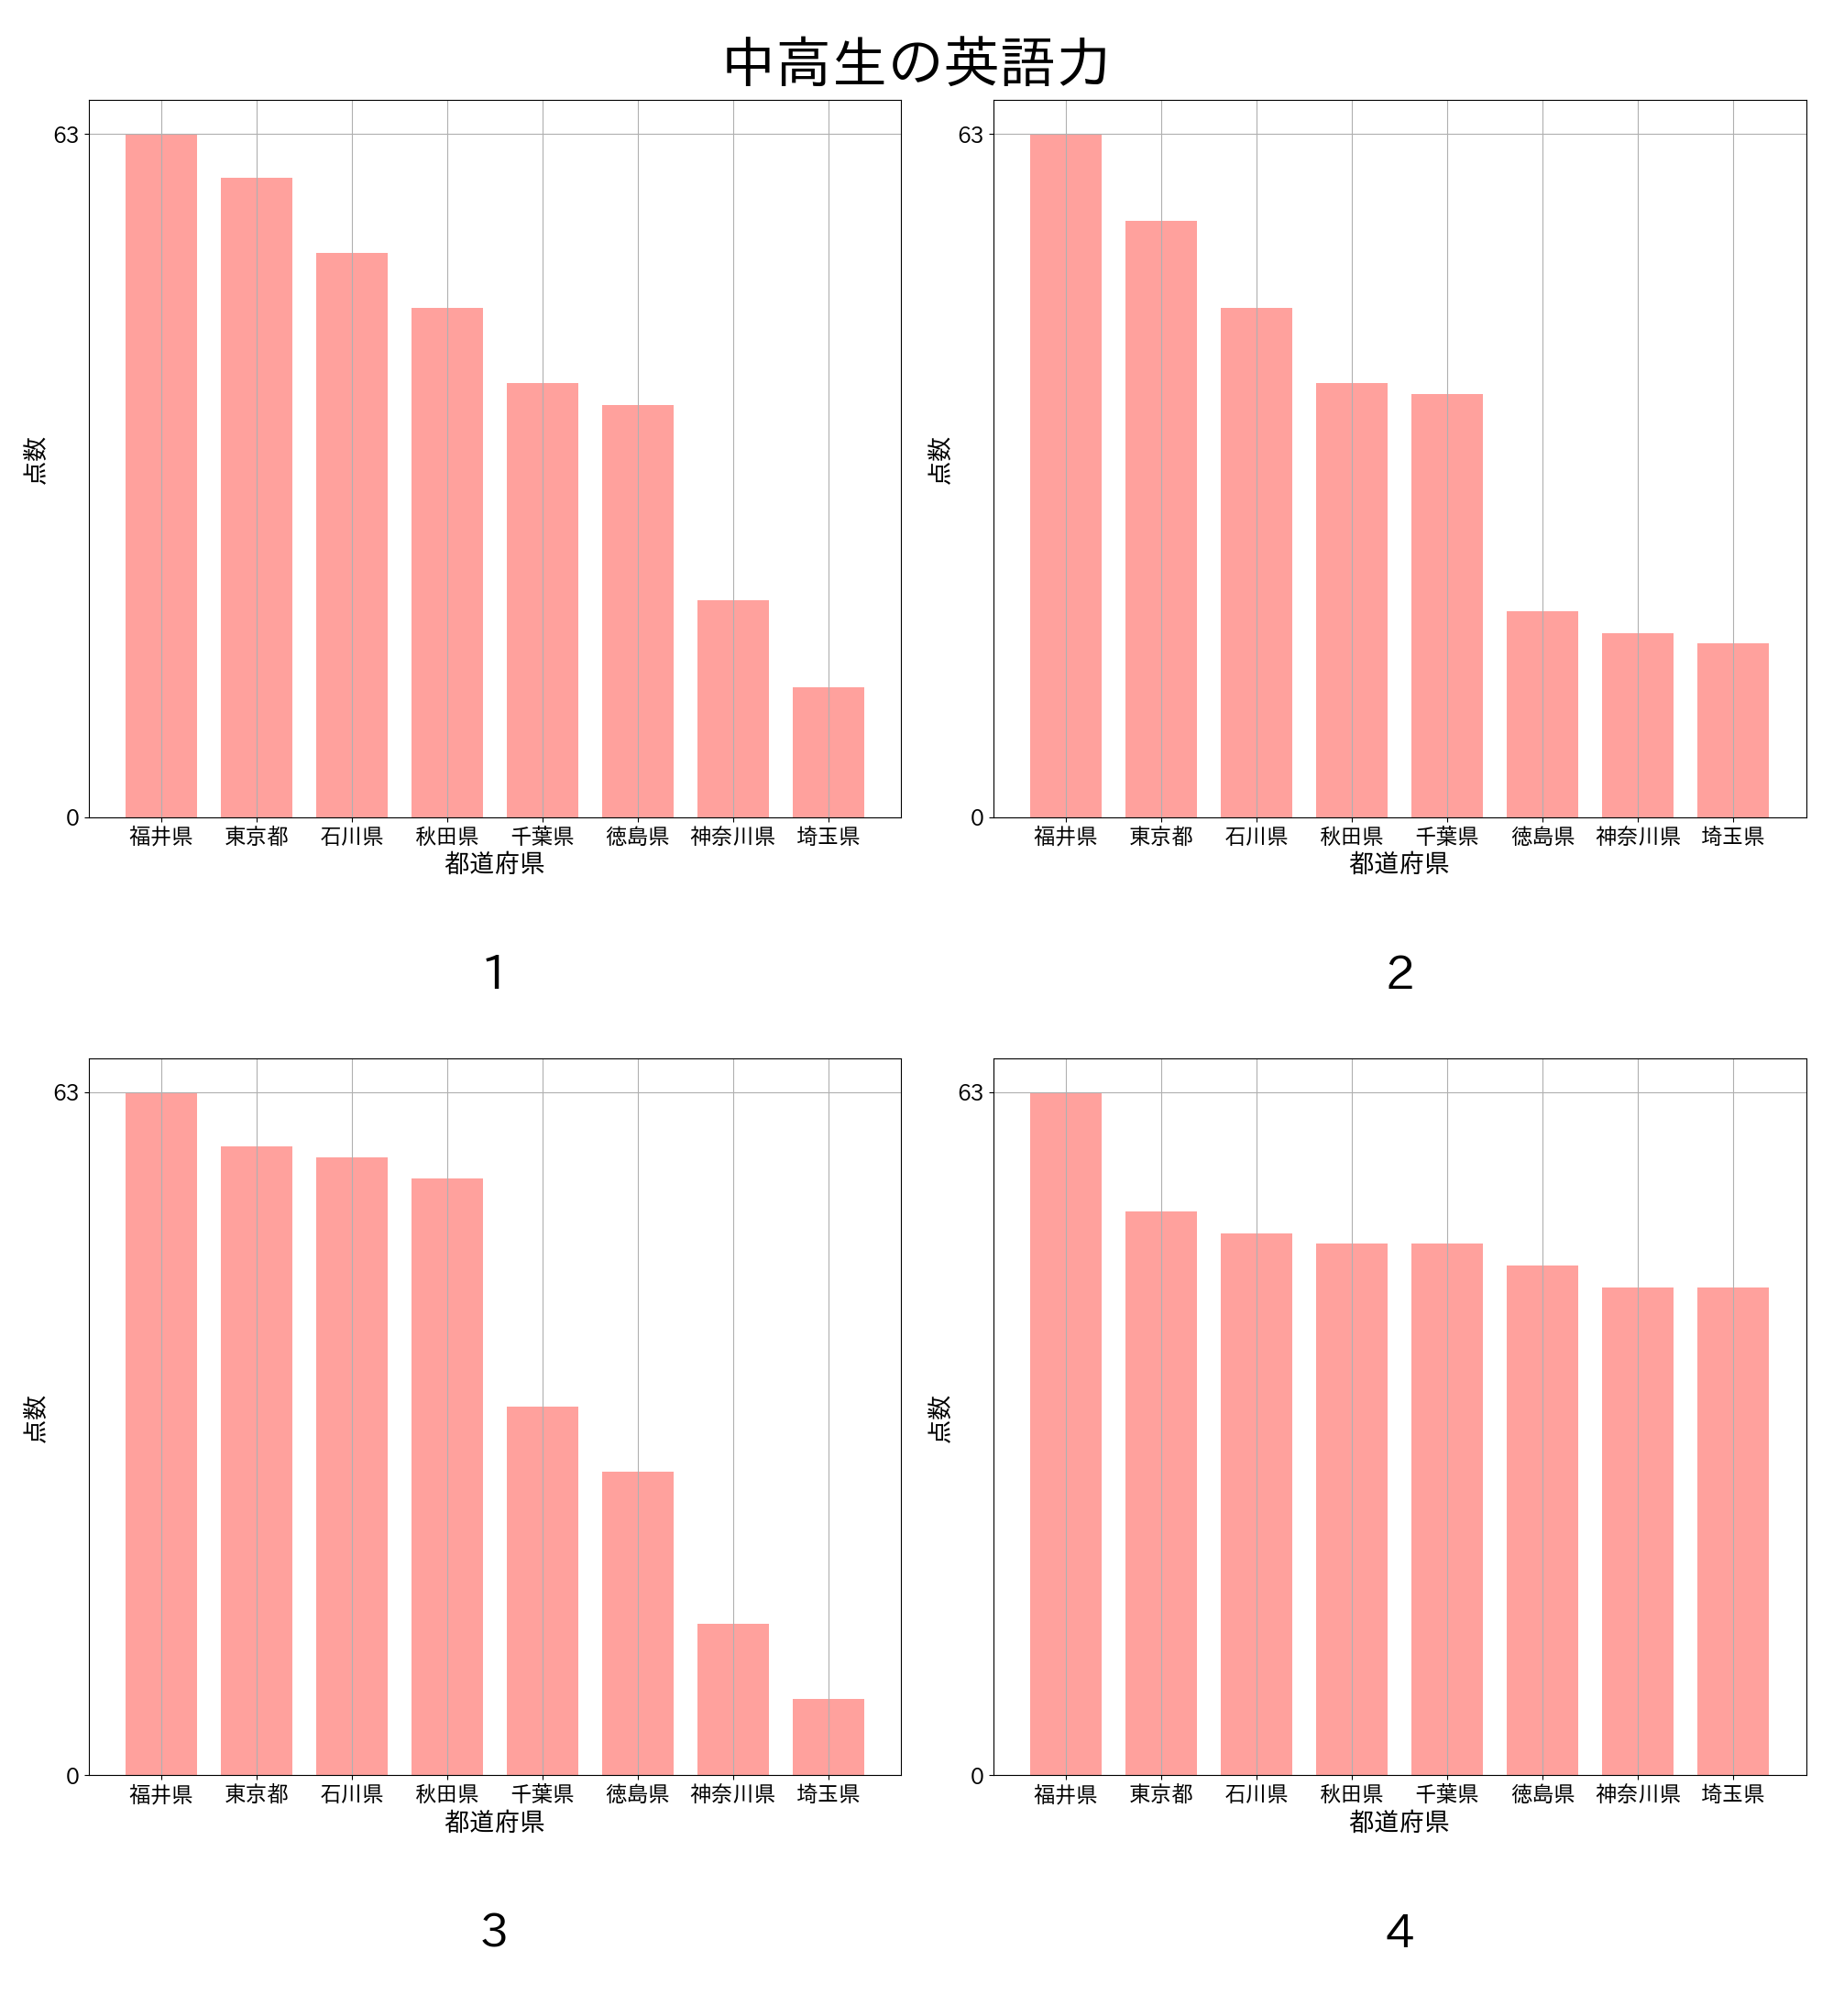 中高生の英語力
63
点数
0
福井県 東京都 石川県 秋田県 千葉県 徳島県 神奈川県 埼玉県
都道府県
1
63
点数
0
福井県 東京都 石川県 秋田県 千葉県 徳島県 神奈川県 埼玉県
都道府県
2
63
点数
0
福井県 東京都 石川県 秋田県 千葉県 徳島県 神奈川県 埼玉県
都道府県
3
63
点数
0
福井県 東京都 石川県 秋田県 千葉県 徳島県 神奈川県 埼玉県
都道府県
4